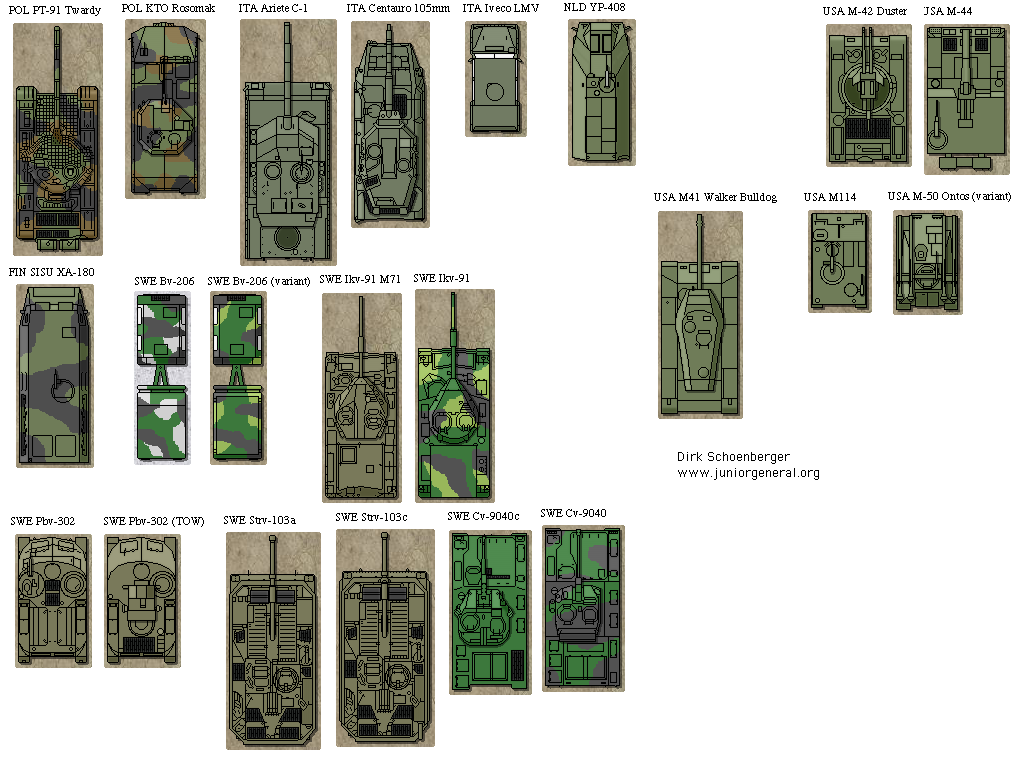 POL PT-91 Twardy
POL KTO Rosomak
ITA Ariete C-1
ITA Centauro 105mm
ITA Iveco LMV
NLD YP-408
USA M-42 Duster
JSA M-44
USA M41 Walker Bulldog
USA M114
USA M-50 Ontos (variant)
FIN SISU XA-180
SWE Bv-206
SWE Bv-206 (variant)
SWE Ikv-91 M71
SWE Ikv-91
Dirk Schoenberger
www.juniorgeneral.org
SWE Pbv-302
SWE Pbv-302 (TOW)
SWE Strv-103a
SWE Strv-103c
SWE Cv-9040c
SWE Cv-9040